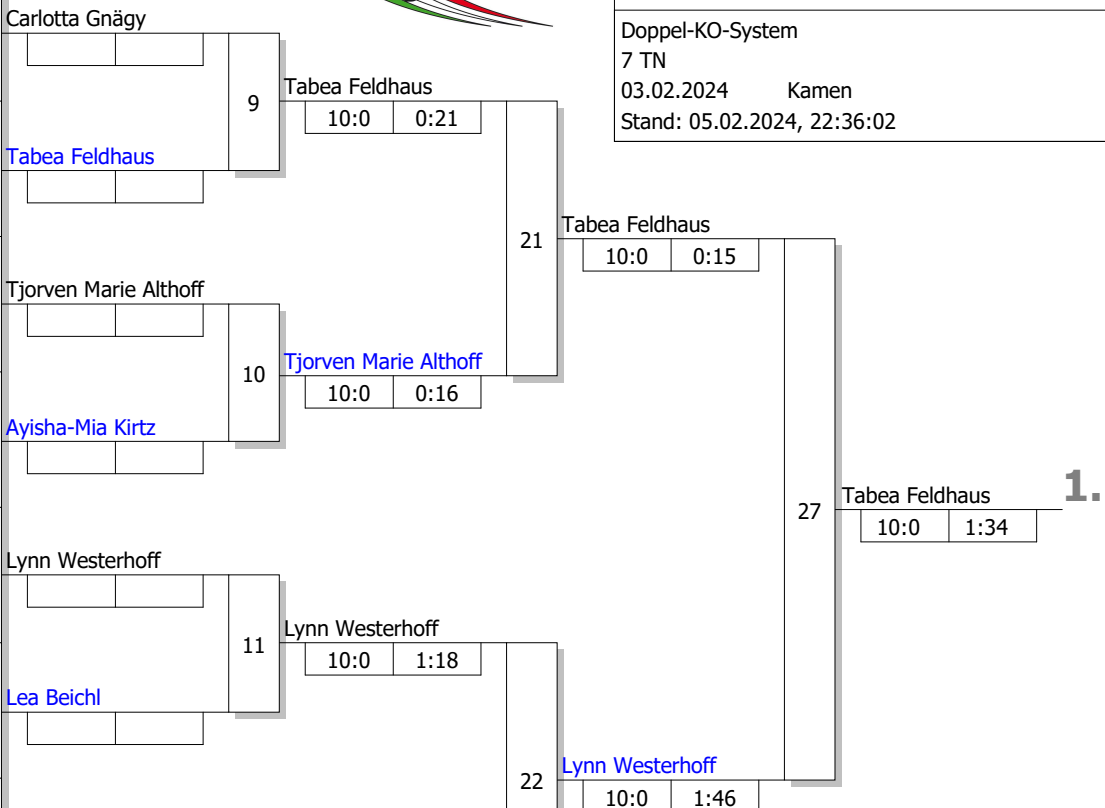 Carlotta Gnägy
Doppel-KO-System
7 TN
03.02.2024 Kamen
Stand: 05.02.2024, 22:36:02
9
Tabea Feldhaus
10:0 0:21
Tabea Feldhaus
21
Tabea Feldhaus
10:0 0:15
Tjorven Marie Althoff
10
Tjorven Marie Althoff
10:0 0:16
Ayisha-Mia Kirtz
27
Tabea Feldhaus
1.
10:0 1:34
Lynn Westerhoff
11
Lynn Westerhoff
10:0 1:18
Lea Beichl
22
Lynn Westerhoff
10:0 1:46